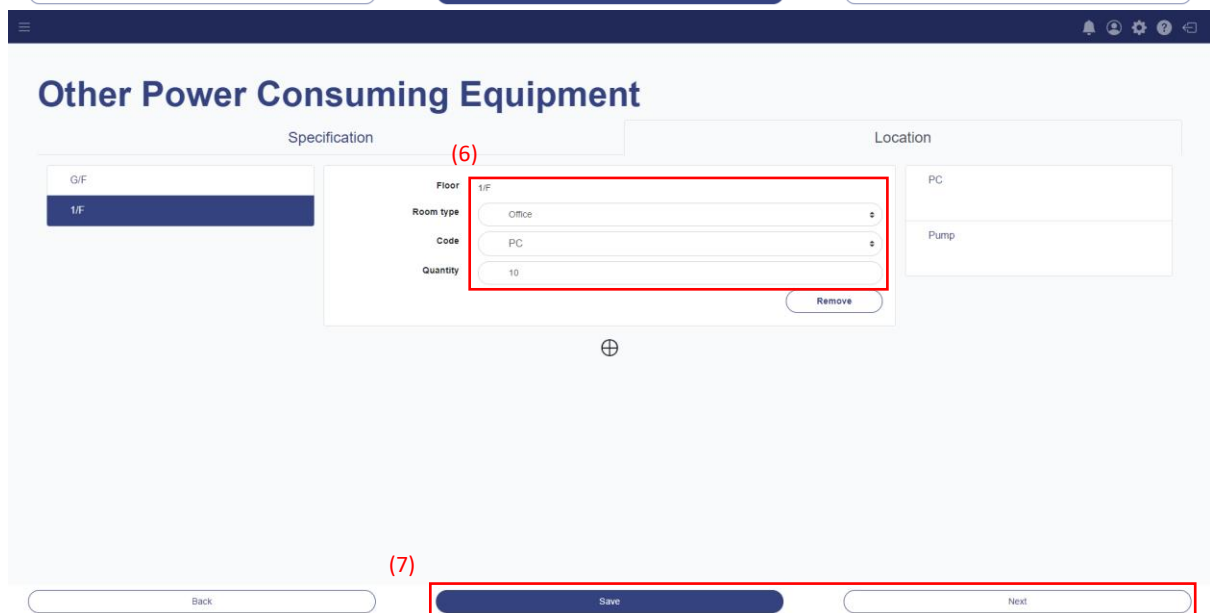 Other Power Consuming Equipment
Specification
Location
(6)
G/F
1/F
Floor 1/F
Room type Office
Code PC
Quantity 10
Remove
PC
Pump
(7)
Back
Save
Next